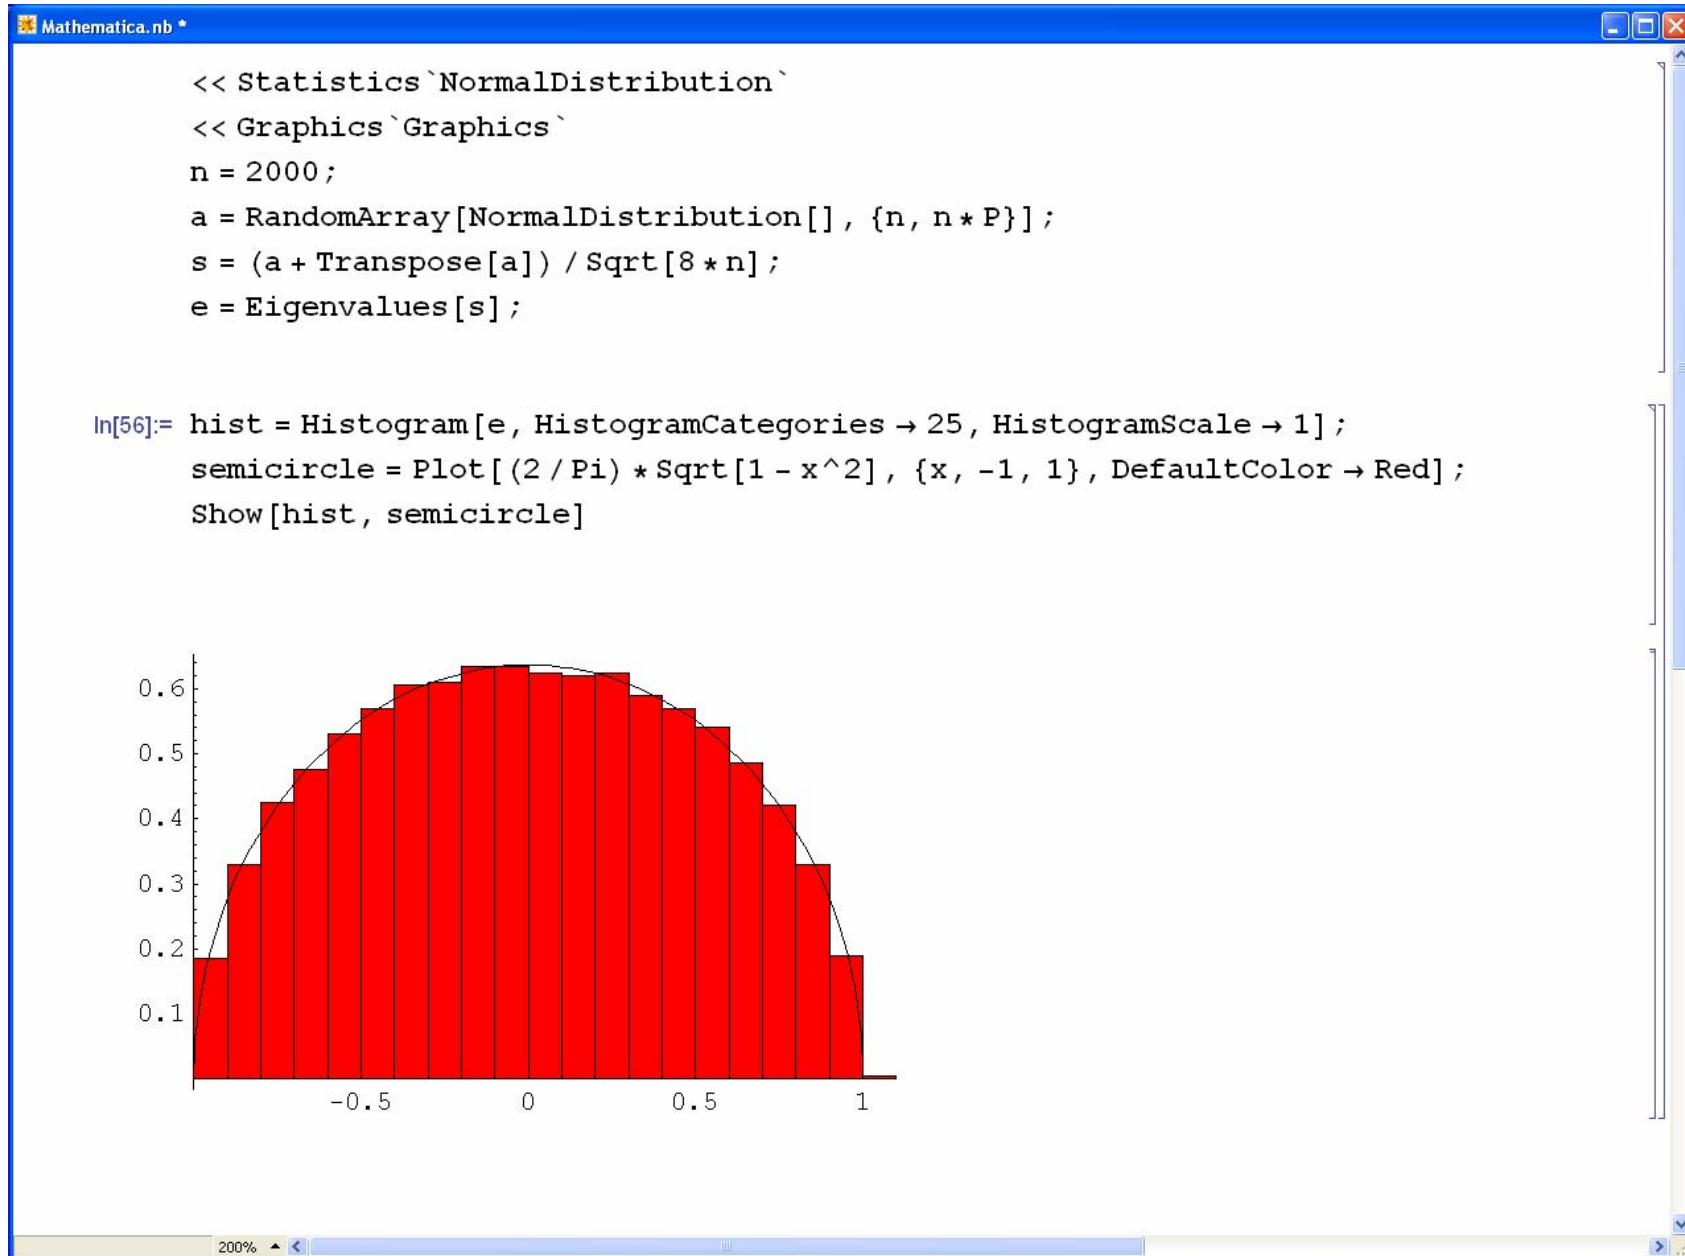 Mathematica.nb *
<< Statistics`NormalDistribution`
<< Graphics`Graphics`
n = 2000;
a = RandomArray[NormalDistribution[], {n, n * P}];
s = (a + Transpose[a]) / Sqrt[8 * n];
e = Eigenvalues[s];
In[56]:= hist = Histogram[e, HistogramCategories → 25, HistogramScale → 1];
semicircle = Plot[(2 / Pi) * Sqrt[1 - x^2], {x, -1, 1}, DefaultColor → Red];
Show[hist, semicircle]
0.6
0.5
0.4
0.3
0.2
0.1
-0.5 0 0.5 1
200%